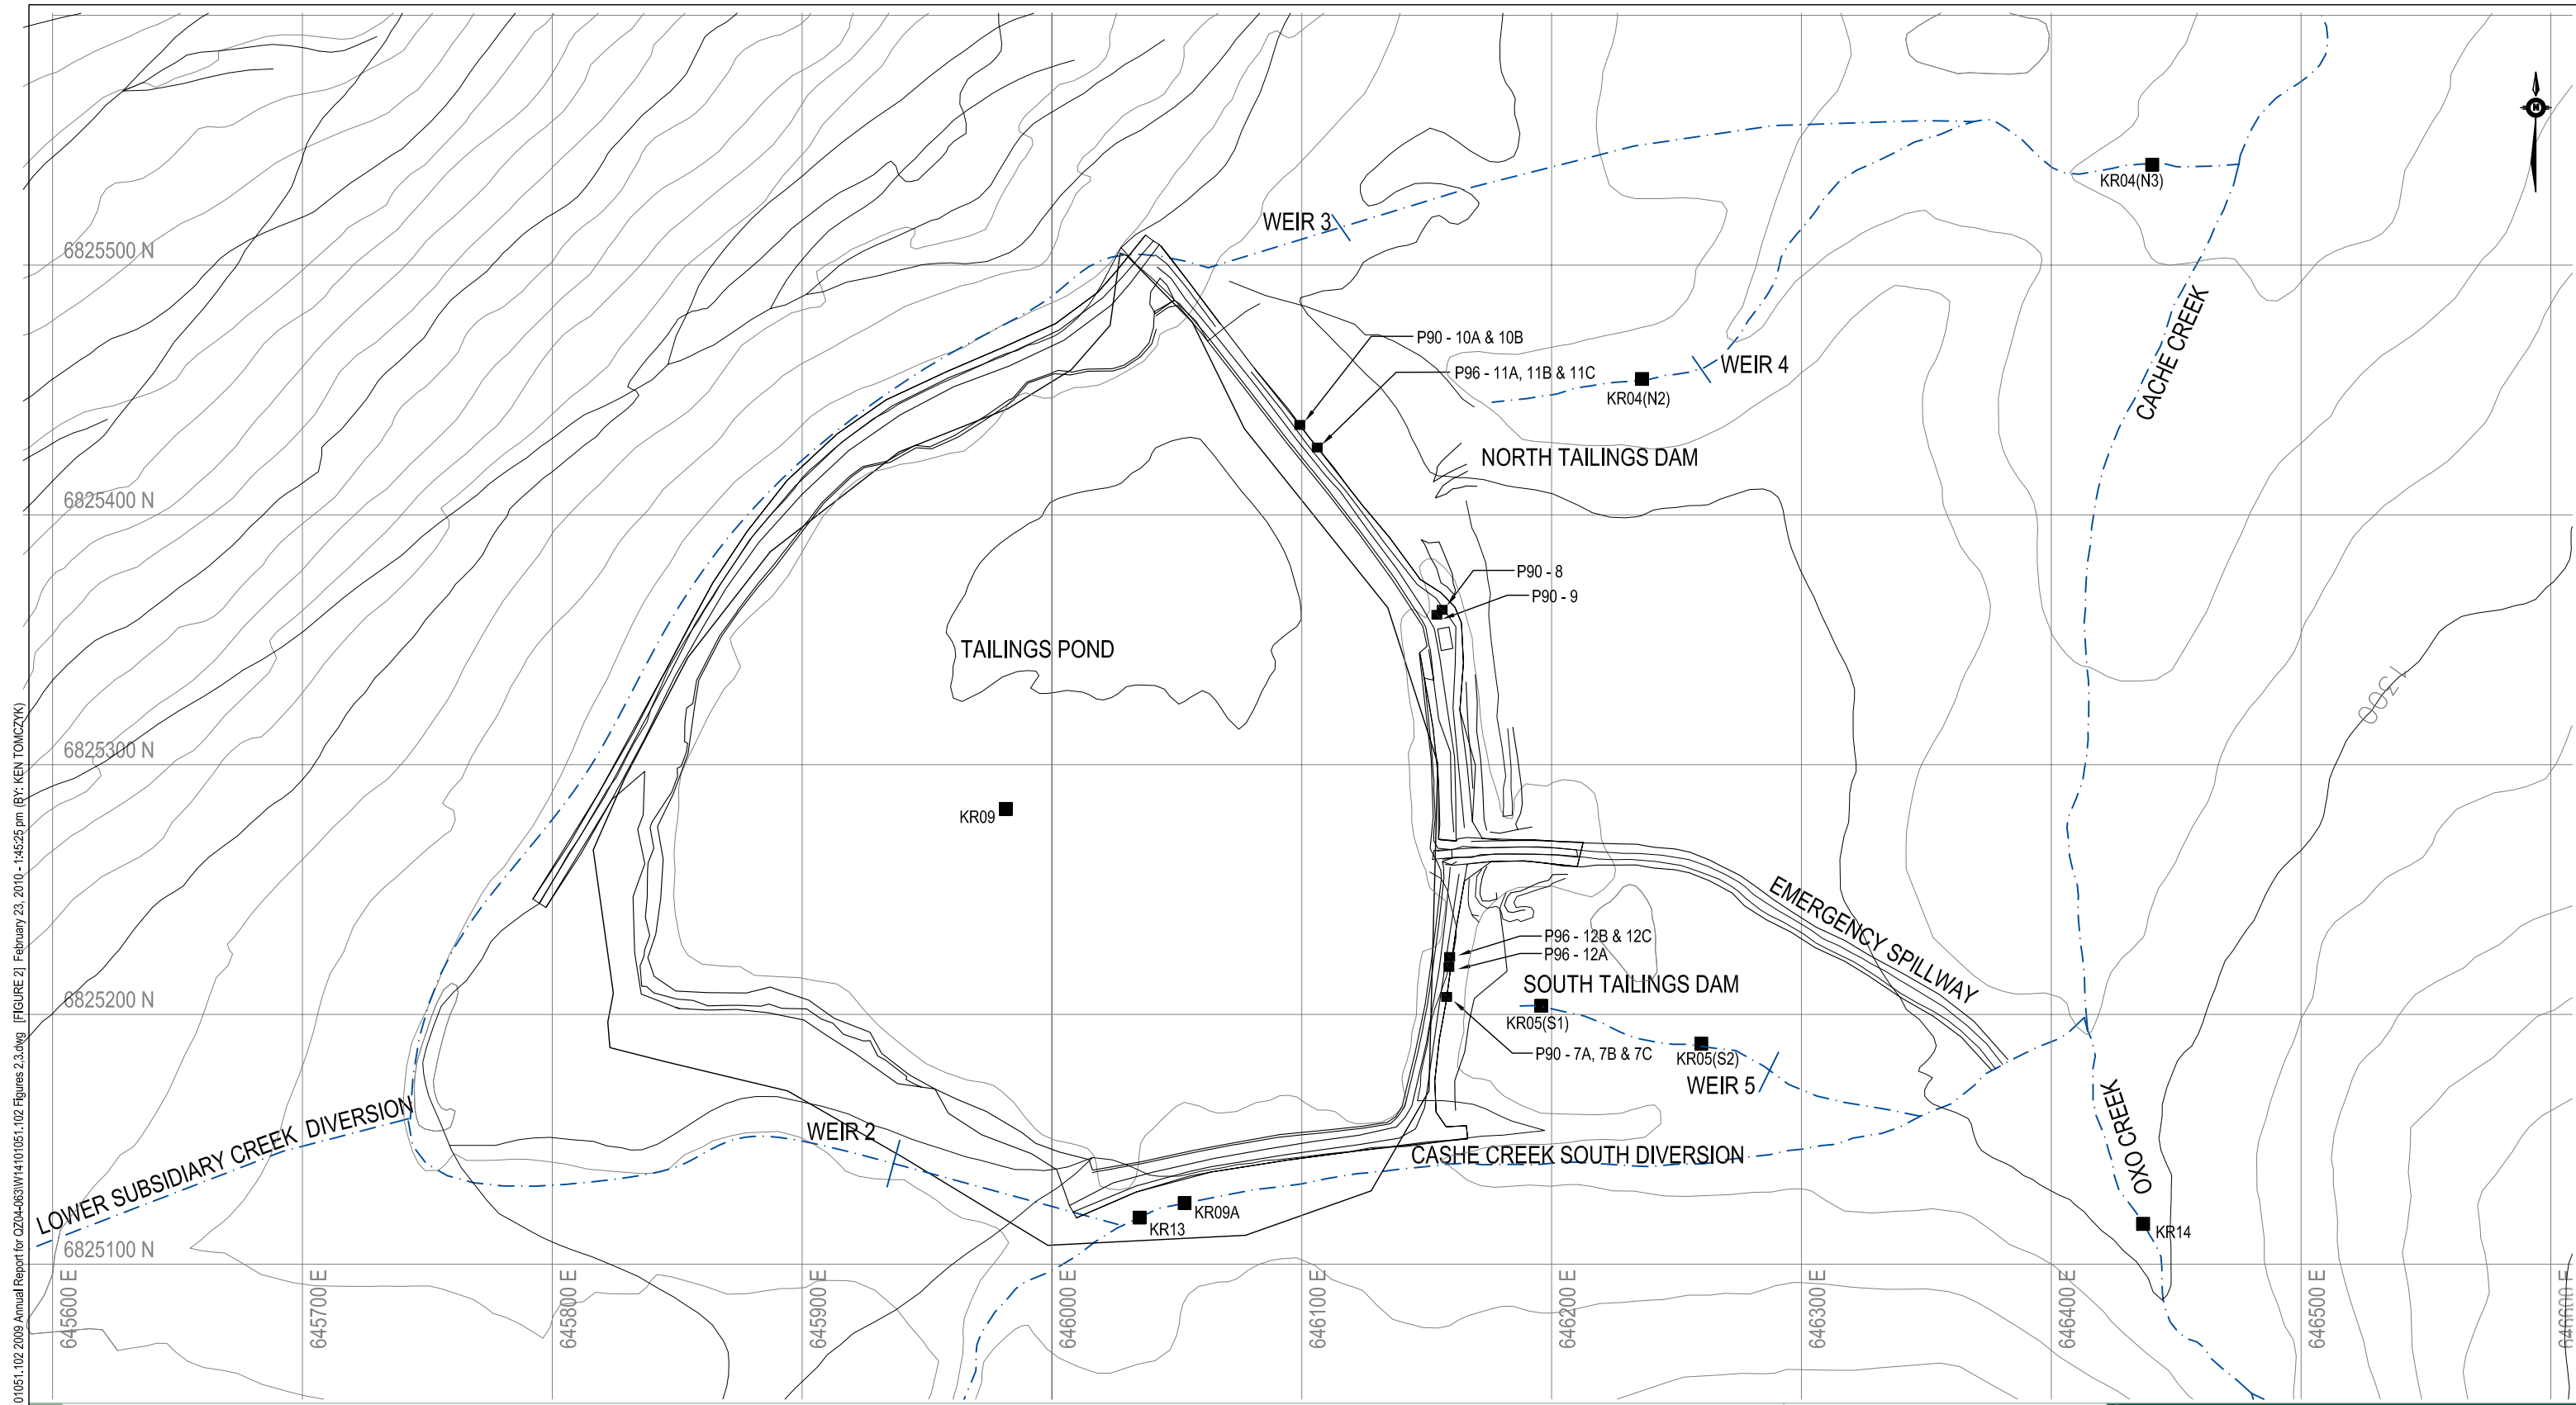 WEIR 3
KR04(N3)
6825500 N
CACHE CREEK
P90 - 10A & 10B
P96 - 11A, 11B & 11C
WEIR 4
KR04(N2)
NORTH TAILINGS DAM
6825400 N
P90 - 8
P90 - 9
TAILINGS POND
1300
6825300 N
KR09
EMERGENCY SPILLWAY
P96 - 12B & 12C
P96 - 12A
SOUTH TAILINGS DAM
6825200 N
KR05(S1)
P90 - 7A, 7B & 7C
KR05(S2)
WEIR 5
OXO CREEK
LOWER SUBSIDIARY CREEK DIVERSION
WEIR 2
CASHE CREEK SOUTH DIVERSION
KR09A
KR13
KR14
6825100 N
645600 E
645700 E
645800 E
645900 E
646000 E
646100 E
646200 E
646300 E
646400 E
646500 E
646600 E
01051.102 2009 Annual Report for QZ04-063\W14101051.102 Figures 2,3.dwg [FIGURE 2] February 23, 2010 - 1:45:25 pm (BY: KEN TOMCZYK)